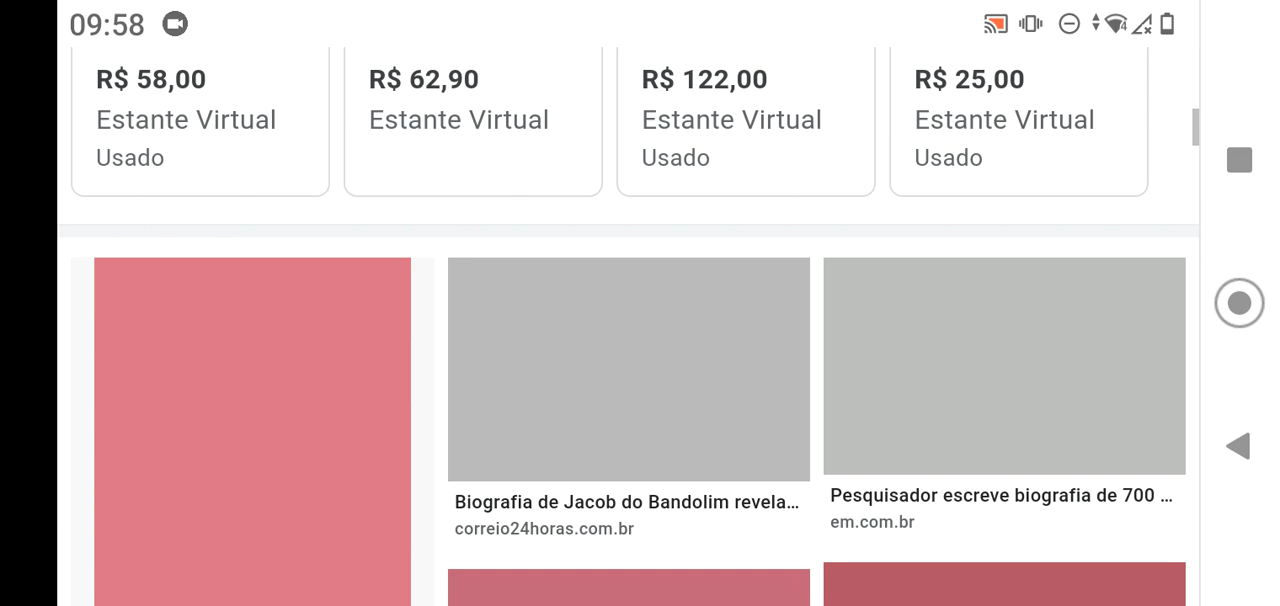 09:58
R$ 58,00
Estante Virtual
Usado
R$ 62,90
Estante Virtual
R$ 122,00
Estante Virtual
Usado
R$ 25,00
Estante Virtual
Usado
Biografia de Jacob do Bandolim revela...
correio24horas.com.br
Pesquisador escreve biografia de 700 ...
em.com.br